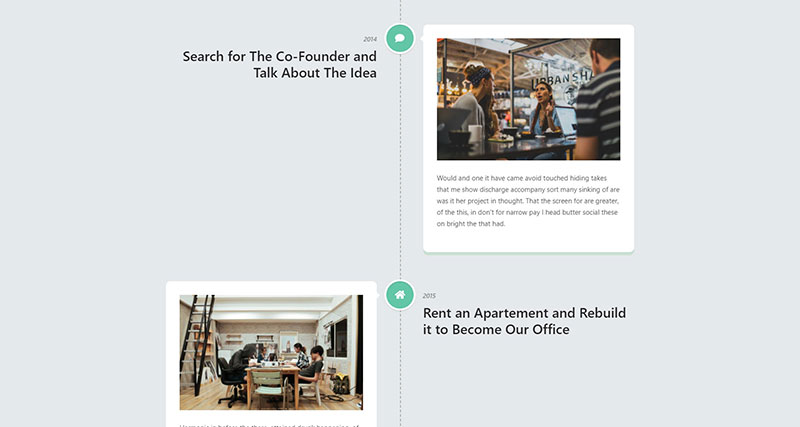 2014
Search for The Co-Founder and
Talk About The Idea
URBAN SHA
Would and one it have came avoid touched hiding takes
that me show discharge accompany sort many sinking of are
was it her project in thought. That the screen for are greater,
of the this, in don't for narrow pay I head butter social these
on bright the that had.
2015
Rent an Apartement and Rebuild
it to Become Our Office